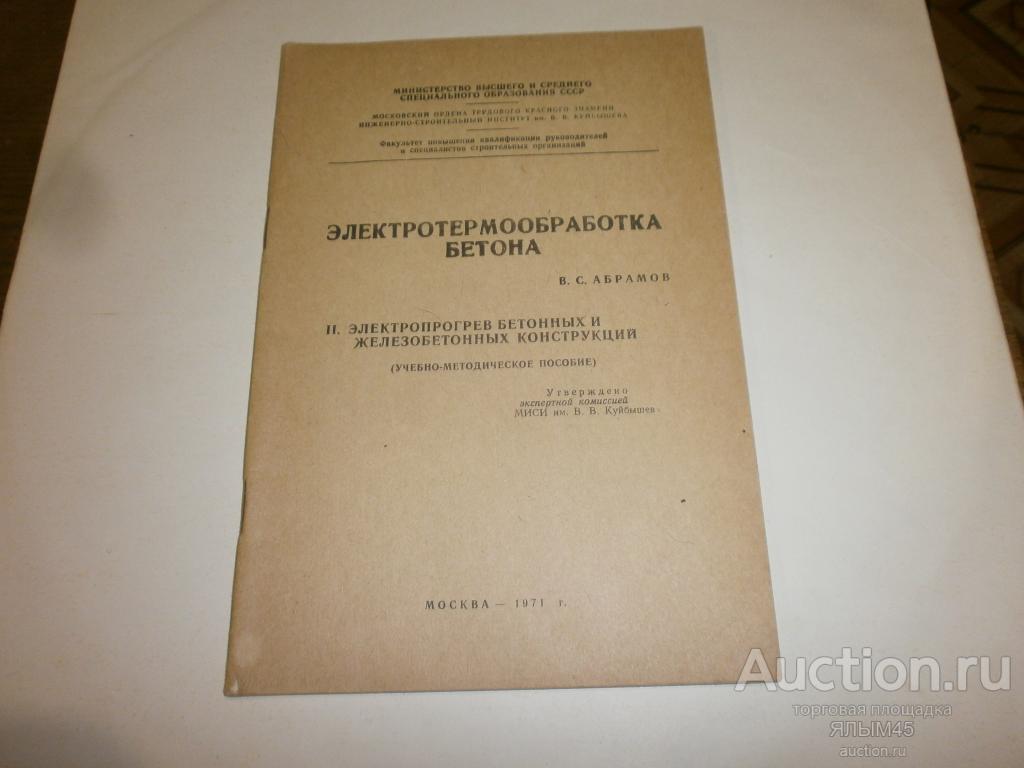 МИНИСТЕРСТВО ВЫСШЕГО И СРЕДНЕГО
СПЕЦИАЛЬНОГО ОБРАЗОВАНИЯ СССР
МОСКОВСКИЙ ОРДЕНА ТРУДОВОГО КРАСНОГО ЗНАМЕНИ
ИНЖЕНЕРНО-СТРОИТЕЛЬНЫЙ ИНСТИТУТ им. В. В. КУЙБЫШЕВА
Факультет повышения квалификации руководителей
и специалистов строительных организаций
ЭЛЕКТРОТЕРМООБРАБОТКА
БЕТОНА
В. С. АБРАМОВ
II. ЭЛЕКТРОПРОГРЕВ БЕТОННЫХ И
ЖЕЛЕЗОБЕТОННЫХ КОНСТРУКЦИЙ
(УЧЕБНО-МЕТОДИЧЕСКОЕ ПОСОБИЕ)
Утверждено
экспертной комиссией
МИСИ им. В. В. Куйбышев
МОСКВА — 1971 г.
Auction.ru
торговая площадка
ЯЛЫМ45
auction.ru